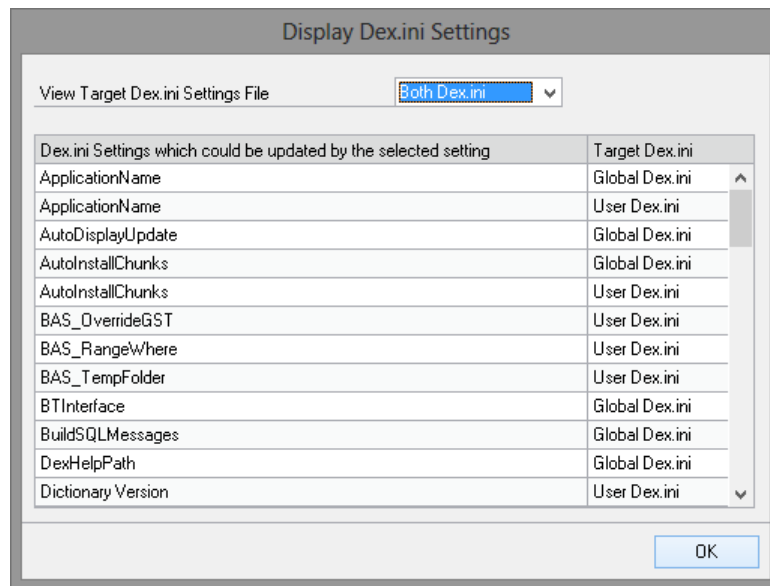 Display Dex.ini Settings
View Target Dex.ini Settings File Both Dex.ini
Dex.ini Settings which could be updated by the selected setting Target Dex.ini
ApplicationName Global Dex.ini
ApplicationName User Dex.ini
AutoDisplayUpdate Global Dex.ini
AutoInstallChunks Global Dex.ini
AutoInstallChunks User Dex.ini
BAS_OverrideGST User Dex.ini
BAS_RangeWhere User Dex.ini
BAS_TempFolder User Dex.ini
BTInterface Global Dex.ini
BuildSQLMessages Global Dex.ini
DexHelpPath Global Dex.ini
Dictionary Version User Dex.ini
OK